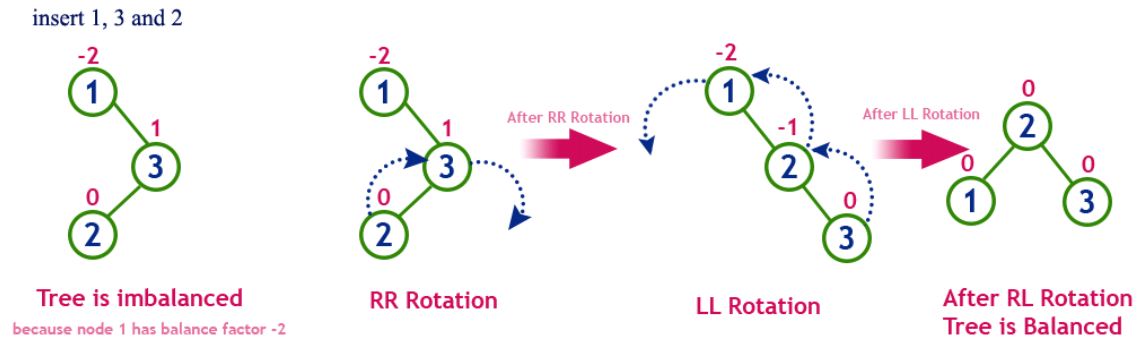 insert 1, 3 and 2
-2
1
1
3
0
2
Tree is imbalanced
because node 1 has balance factor -2
-2
1
1
3
0
2
RR Rotation
After RR Rotation
-2
1
-1
2
0
3
LL Rotation
After LL Rotation
0
2
0
1
0
3
After RL Rotation
Tree is Balanced